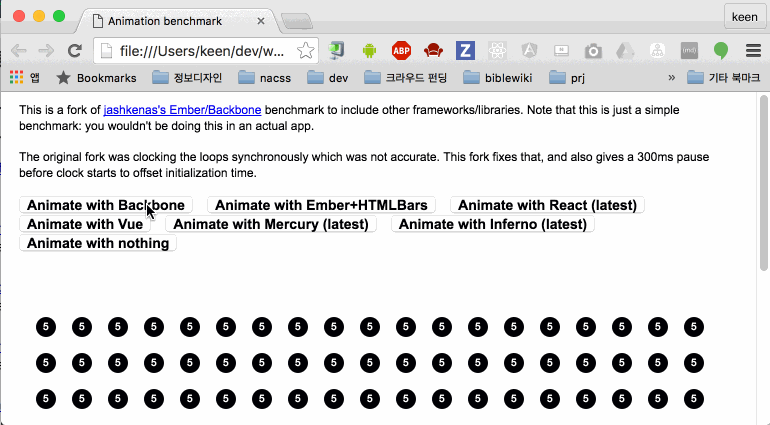 Animation benchmark
keen
file:///Users/keen/dev/w...
ABP
Z
앱 Bookmarks 정보디자인 nacss dev 크라우드 펀딩 biblewiki prj » 기타 북마크
This is a fork of jashkenas's Ember/Backbone benchmark to include other frameworks/libraries. Note that this is just a simple
benchmark: you wouldn't be doing this in an actual app.
The original fork was clocking the loops synchronously which was not accurate. This fork fixes that, and also gives a 300ms pause
before clock starts to offset initialization time.
Animate with Backbone Animate with Ember+HTMLBars Animate with React (latest)
Animate with Vue Animate with Mercury (latest) Animate with Inferno (latest)
Animate with nothing
5 5 5 5 5 5 5 5 5 5 5 5 5 5 5 5 5 5 5
5 5 5 5 5 5 5 5 5 5 5 5 5 5 5 5 5 5 5
5 5 5 5 5 5 5 5 5 5 5 5 5 5 5 5 5 5 5